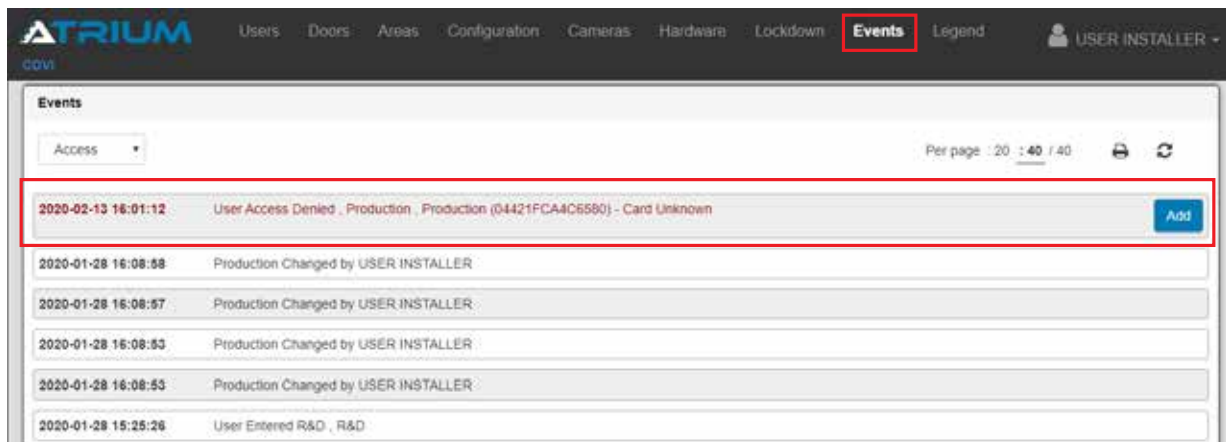 ATRIUM Users Doors Areas Configuration Cameras Hardware Lockdown Events Legend USER INSTALLER
CDVI
Events
Access Per page : 20 : 40 / 40
2020-02-13 16:01:12 User Access Denied , Production , Production (04421FCA4C6580) - Card Unknown Add
2020-01-28 16:08:58 Production Changed by USER INSTALLER
2020-01-28 16:08:57 Production Changed by USER INSTALLER
2020-01-28 16:08:53 Production Changed by USER INSTALLER
2020-01-28 16:08:53 Production Changed by USER INSTALLER
2020-01-28 15:25:26 User Entered R&D , R&D